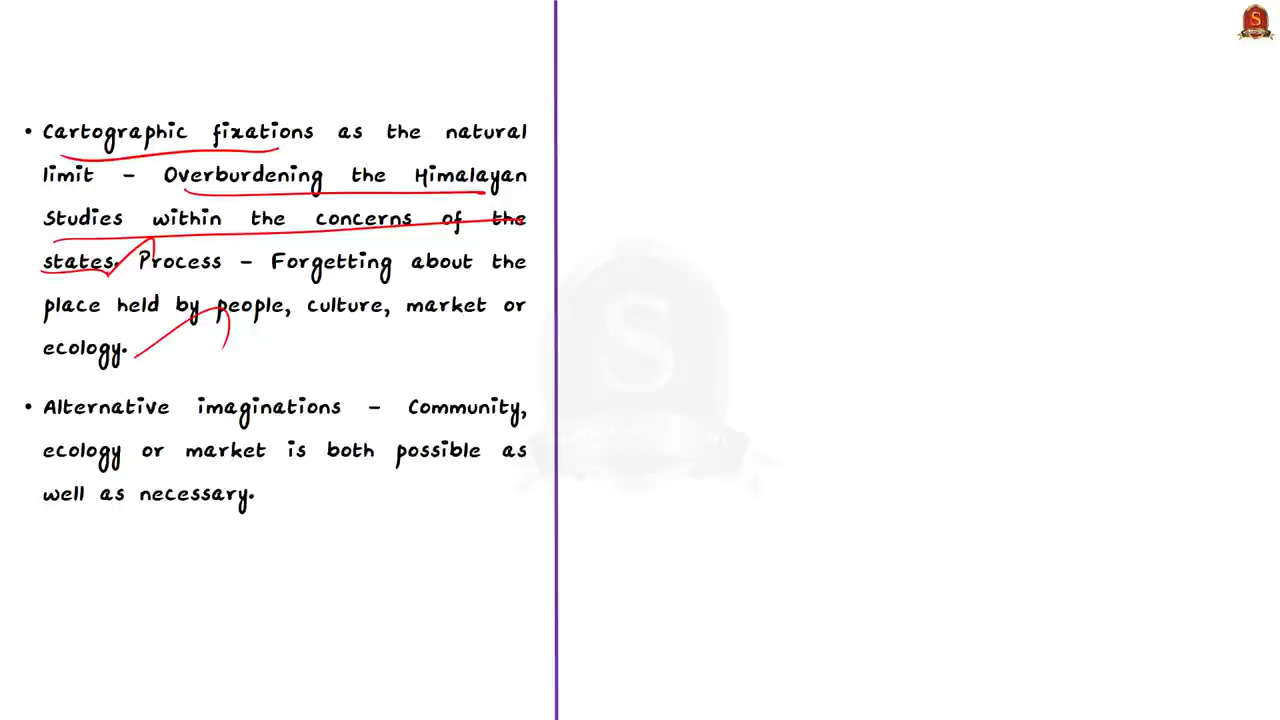 • Cartographic fixations as the natural
limit – Overburdening the Himalayan
Studies within the concerns of the
states. Process – Forgetting about the
place held by people, culture, market or
ecology.
• Alternative imaginations – Community,
ecology or market is both possible as
well as necessary.
S
S